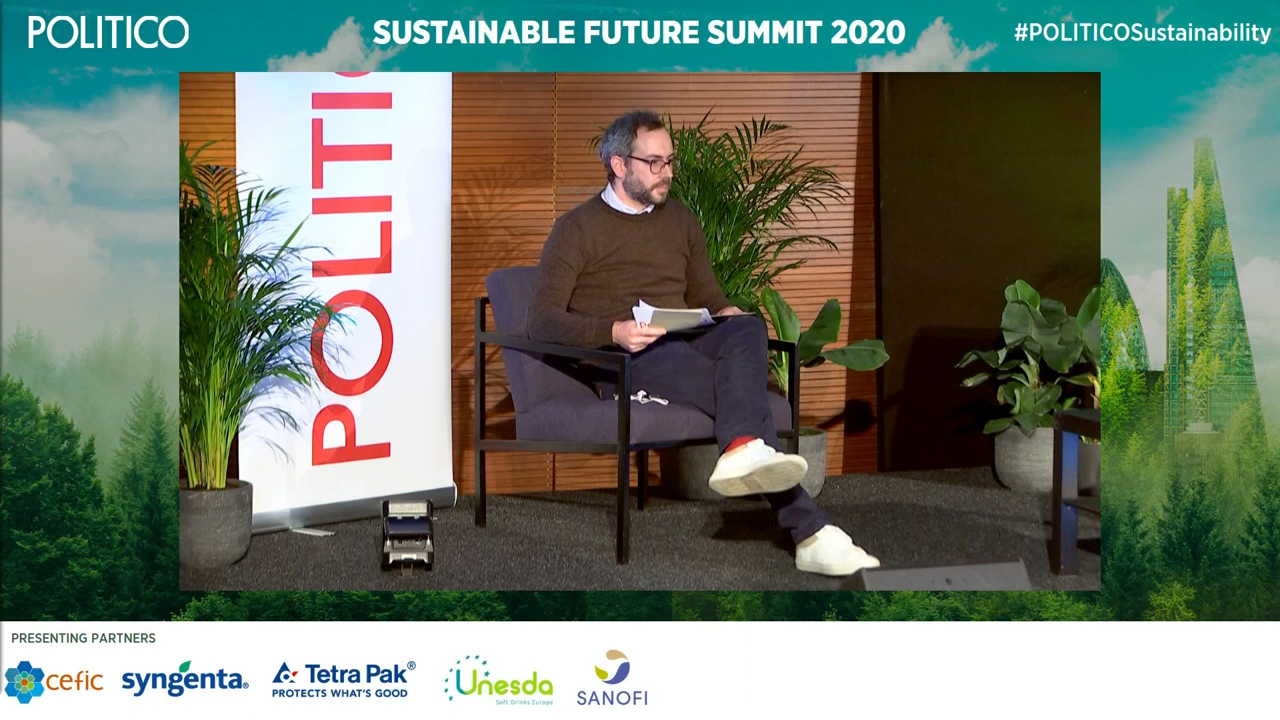 POLITICO
SUSTAINABLE FUTURE SUMMIT 2020
#POLITICOSustainability
POLITIC
PRESENTING PARTNERS
cefic
syngenta®
Tetra Pak®
PROTECTS WHAT'S GOOD
Unesda
Soft Drinks Europe
SANOFI